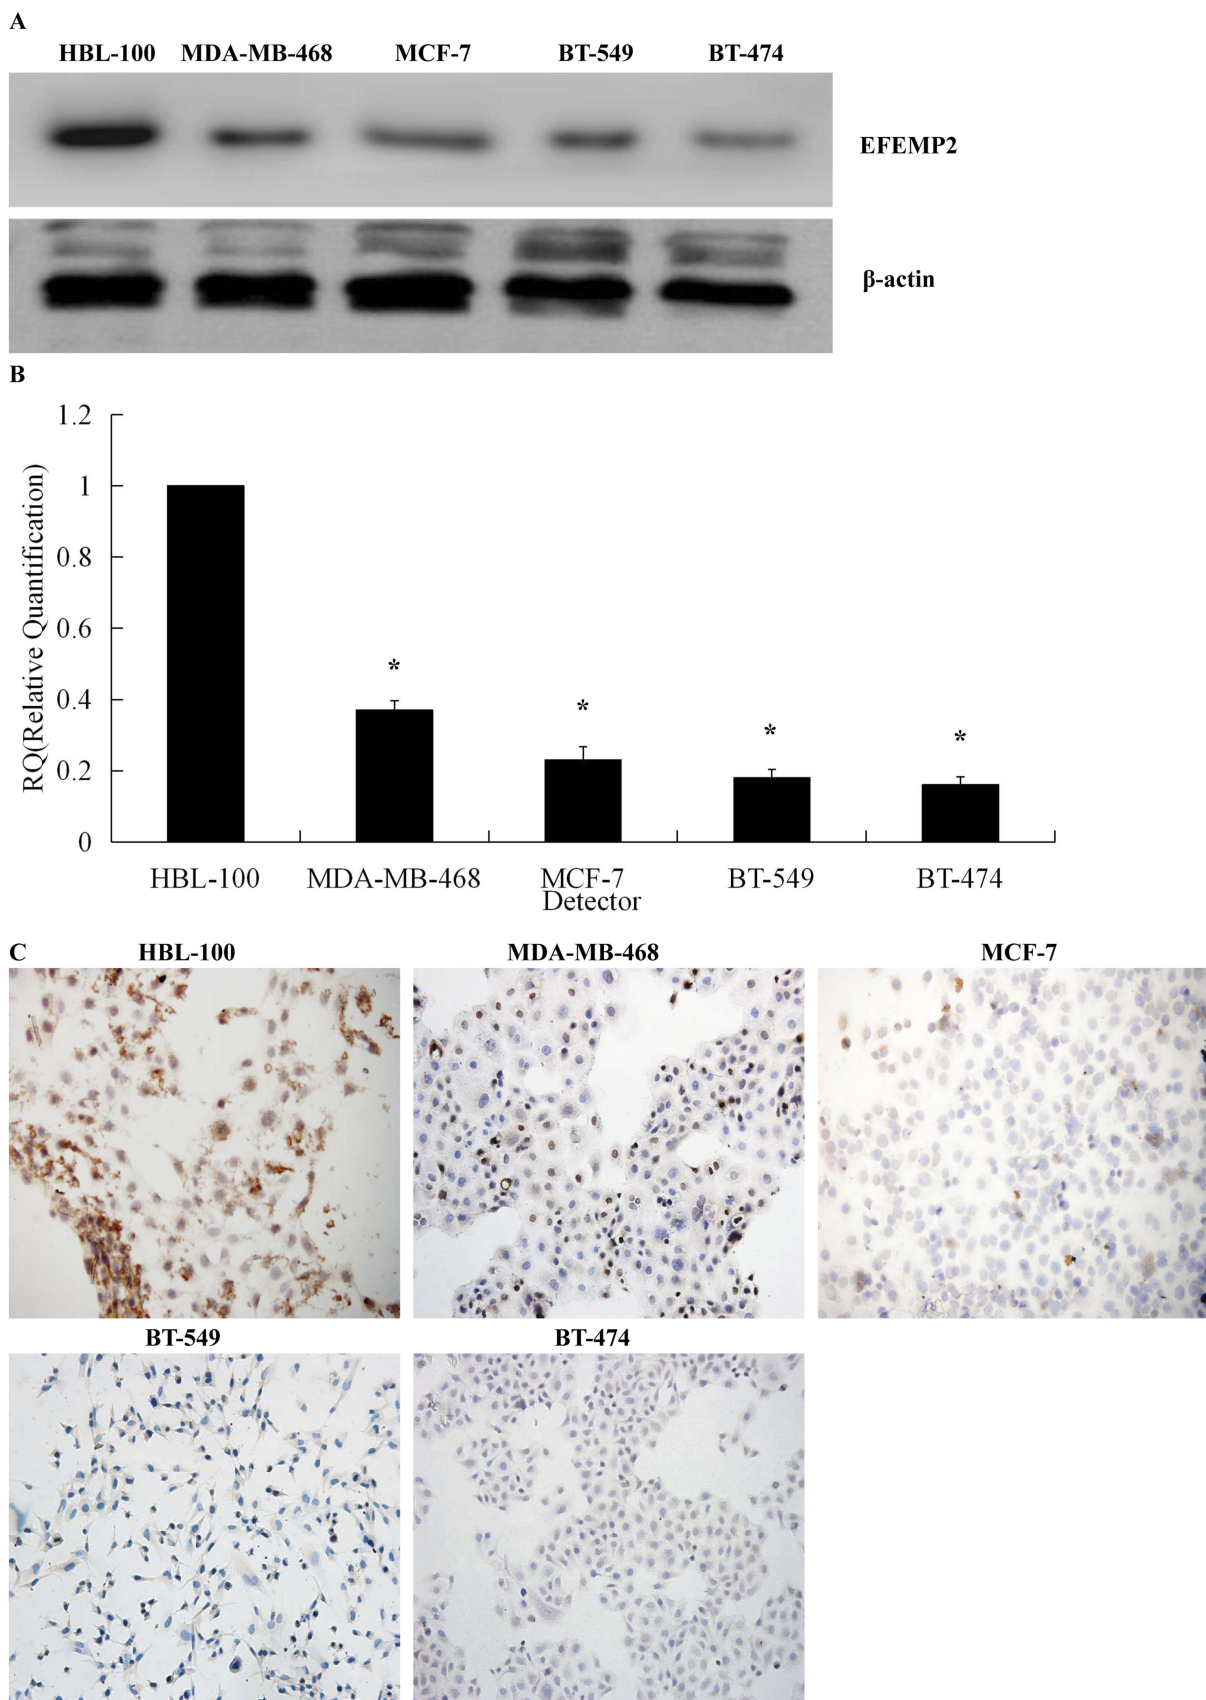 A
HBL-100 MDA-MB-468 MCF-7 BT-549 BT-474
EFEMP2
β-actin
B
1.2
1
0.8
0.6
0.4
0.2
0
RQ(Relative Quantification)
*
*
*
*
HBL-100 MDA-MB-468 MCF-7 BT-549 BT-474
Detector
C HBL-100 MDA-MB-468 MCF-7
BT-549 BT-474